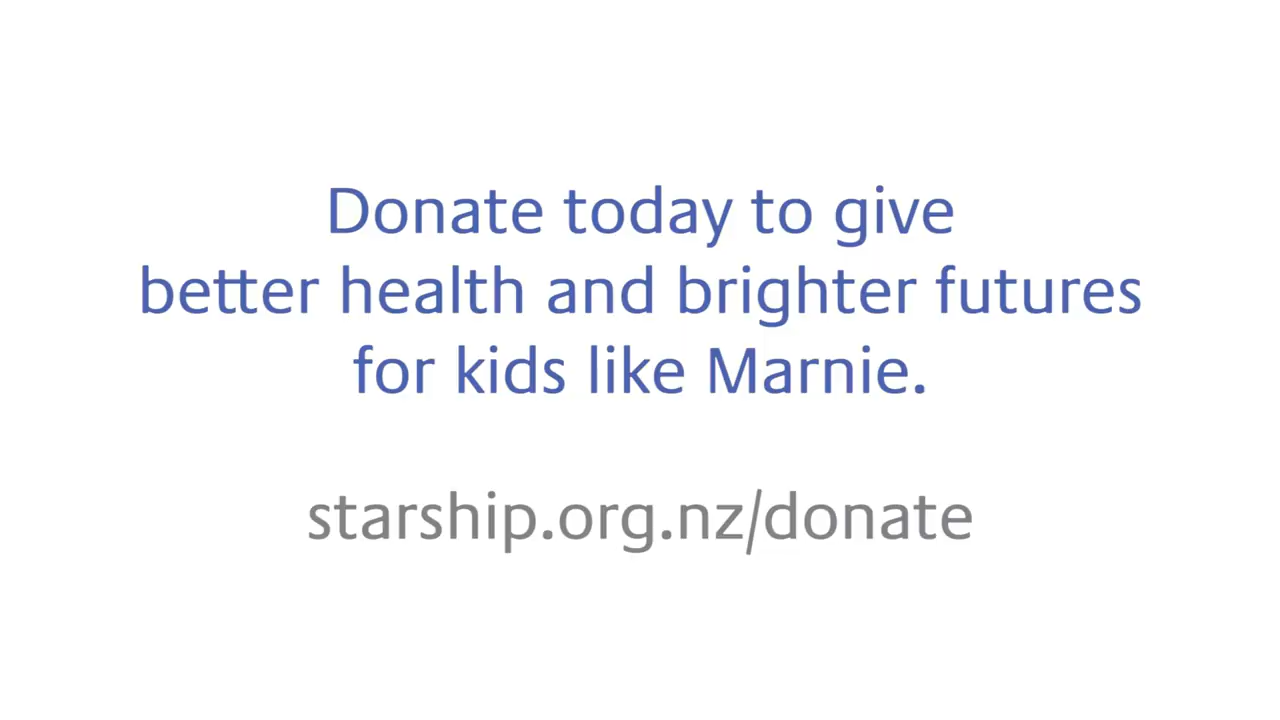 Donate today to give
better health and brighter futures
for kids like Marnie.
starship.org.nz/donate